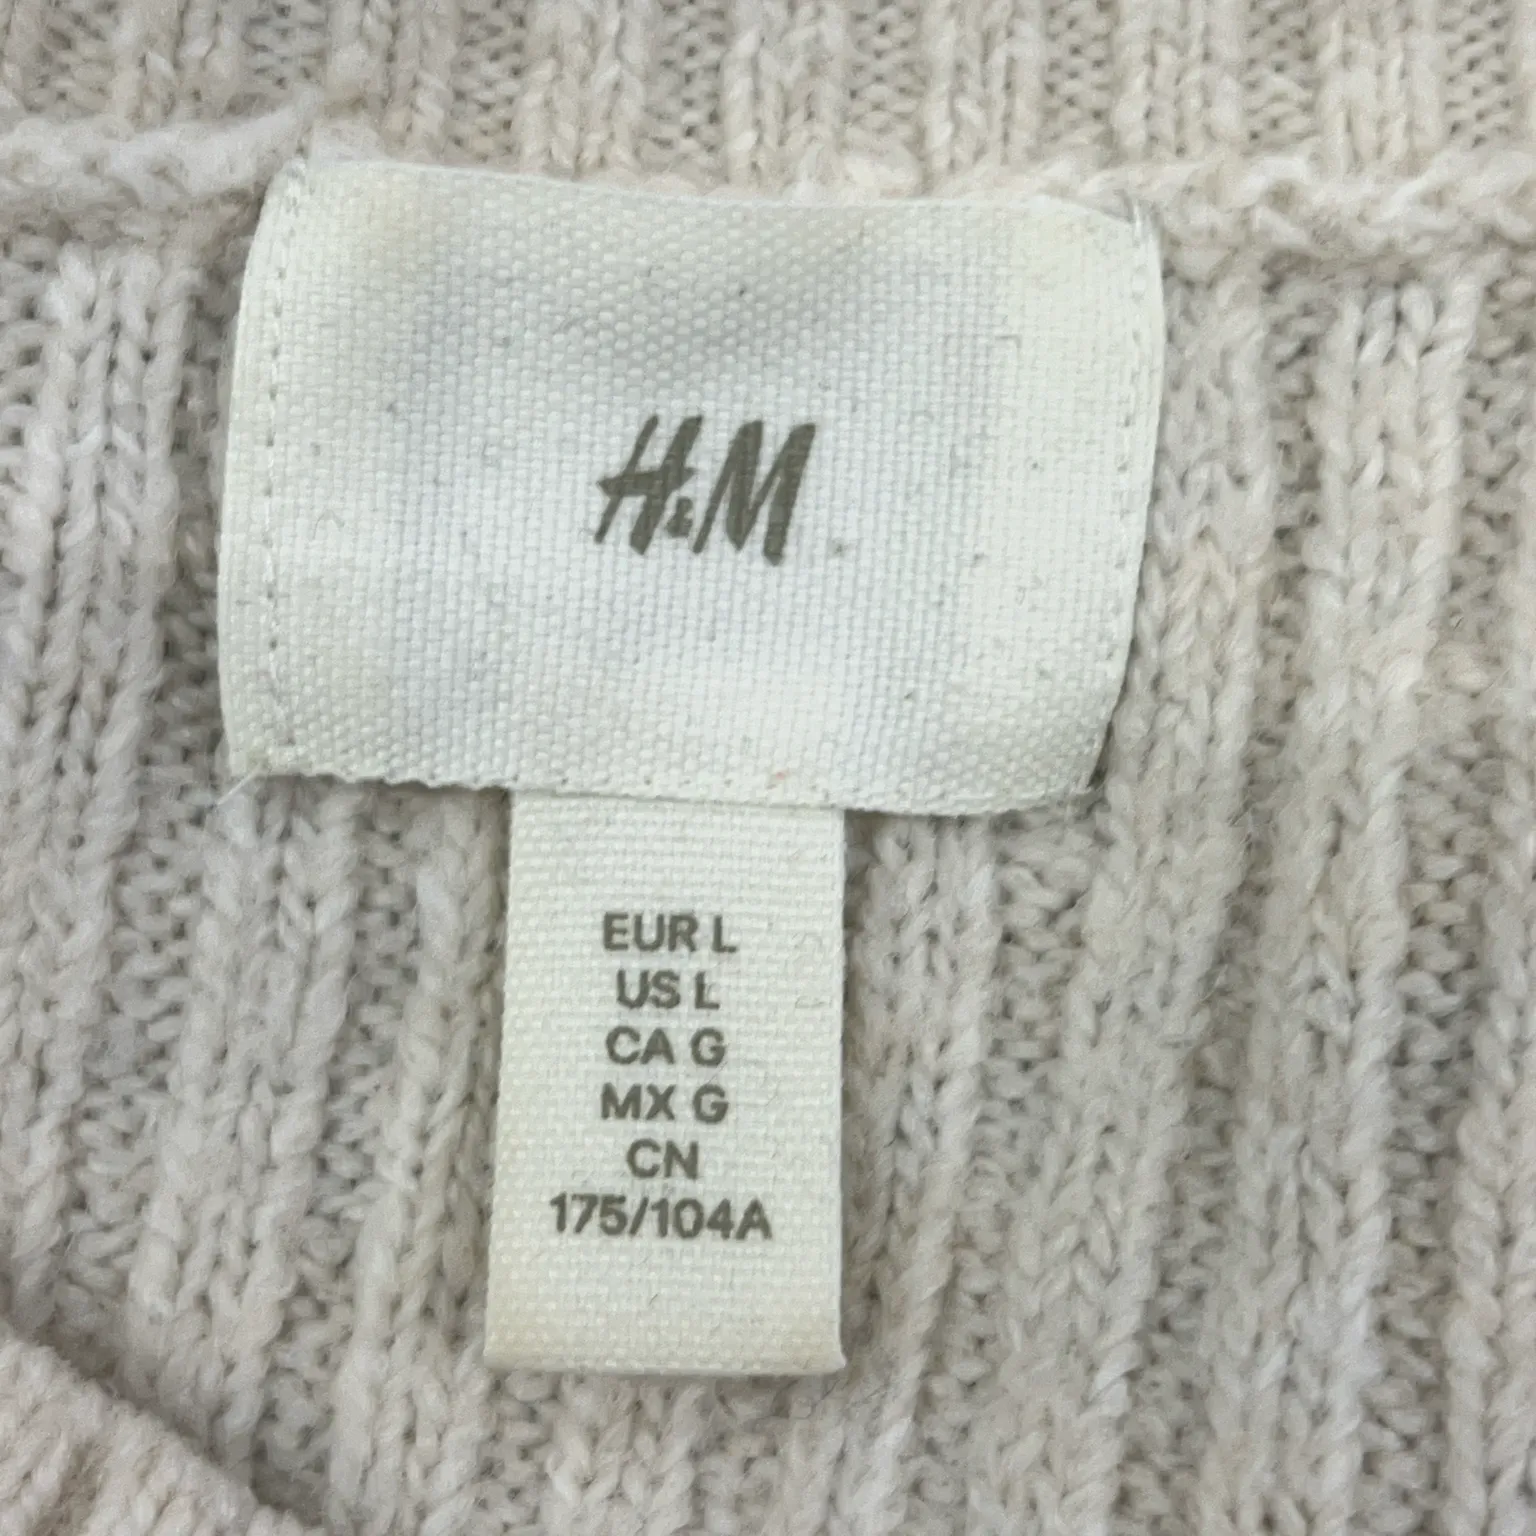 H&M
EUR L
US L
CA G
MX G
CN
175/104A